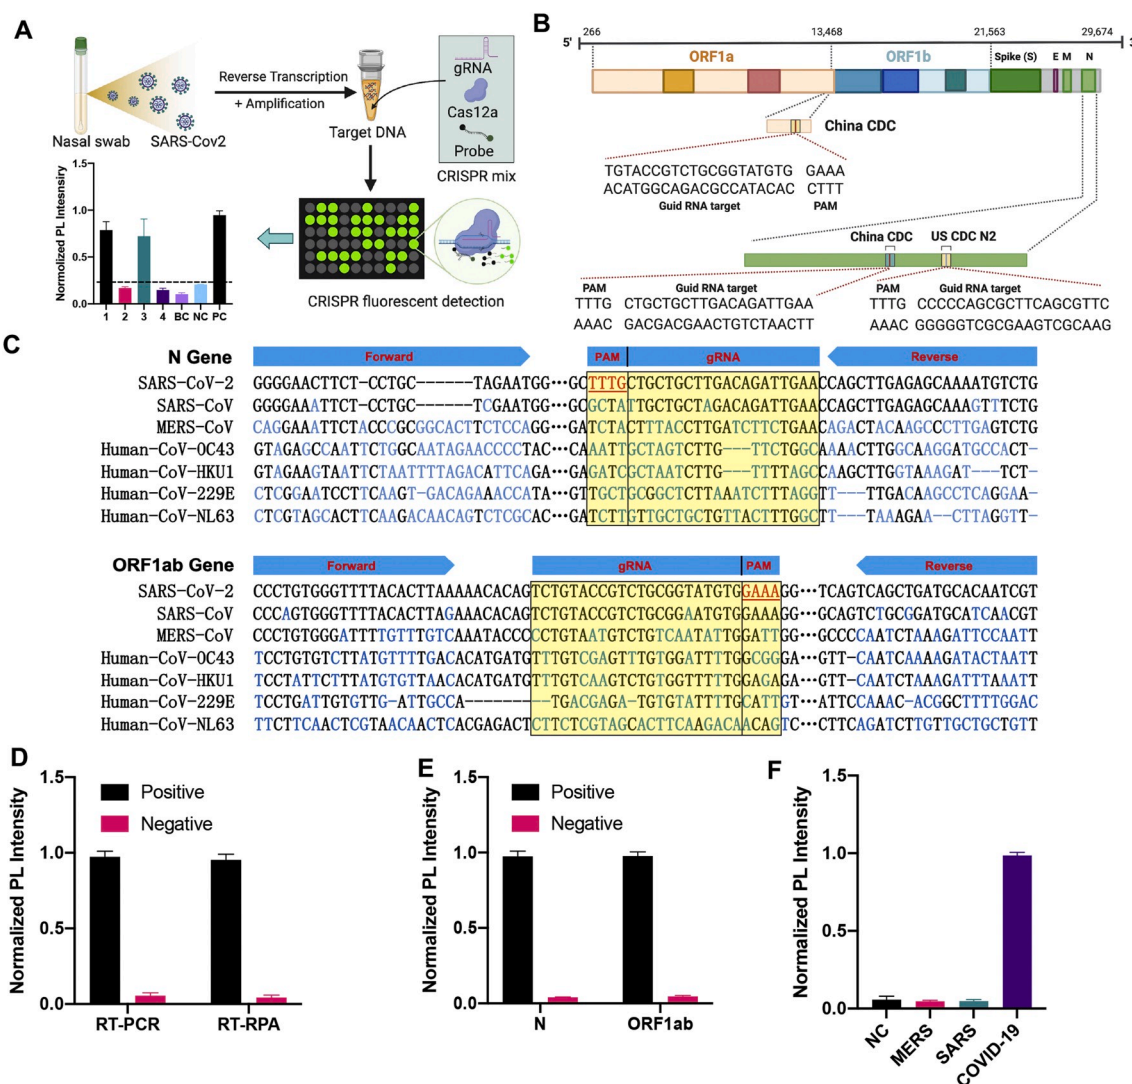 A
Nasal swab
SARS-Cov2
Reverse Transcription
+ Amplification
Target DNA
gRNA
Cas12a
Probe
CRISPR mix
CRISPR fluorescent detection
Normolized PL Intesnsiry
1.5
1.0
0.5
0.0
1 2 3 4 BC NC PC
B
5'
266 13,468 21,563 29,674
3
ORF1a ORF1b Spike (S) E M N
China CDC
TGTACCGTCTGCGGTATGTG GAAA
ACATGGCAGACGCCATACAC CTTT
Guid RNA target PAM
China CDC US CDC N2
PAM Guid RNA target
TTTG CTGCTGCTTGACAGATTGAA
AAAC GACGACGAACTGTCTAACTT
PAM Guid RNA target
TTTG CCCCCAGCGCTTCAGCGTTC
AAAC GGGGGTCGCGAAGTCGCAAG
C
N Gene Forward PAM gRNA Reverse
SARS-CoV-2 GGGGAACTTCT-CCTGC------TAGAATGG···GCTTTGCTGCTGCTTGACAGATTGAACCAGCTTGAGAGCAAAATGTCTG
SARS-CoV GGGGAAATTCT-CCTGC------TCGAATGG···GCGCTATTGCTGCTAGACAGATTGAACCAGCTTGAGAGCAAAGTTTCTG
MERS-CoV CAGGAAATTCTACCCGCGGCACTTCTCCAGG···GATCTACTTTACCTTGATCTTCTGAACAGACTACAAGCCCTTGAGTCTG
Human-CoV-OC43 GTAGAGCCAATTCTGGCAATAGAACCCCTAC···CAAATTGCTAGTCTTG---TTCTGGCAAAACTTGGCAAGGATGCCACT-
Human-CoV-HKU1 GTAGAAGTAATTCTAATTTTAGACATTCAGA···GAGATCGCTAATCTTG---TTTTAGCCAAGCTTGGTAAAGAT---TCT-
Human-CoV-229E CTCGGAATCCTTCAAGT-GACAGAAACCATA···GTTGCTGCGGCTCTTAAATCTTTAGGTT---TTGACAAGCCTCAGGAA-
Human-CoV-NL63 CTCGTAGCACTTCAAGACAACAGTCTCGCAC···GATCTTGTTGCTGCTGTTACTTTGGCTT---TAAAGAA--CTTAGGTT-
ORF1ab Gene Forward gRNA PAM Reverse
SARS-CoV-2 CCCTGTGGGTTTTACACTTAAAAACACAGTCTGTACCGTCTGCGGTATGTGGAAAGG···TCAGTCAGCTGATGCACAATCGT
SARS-CoV CCCAGTGGGTTTTACACTTAGAAACACAGTCTGTACCGTCTGCGGAATGTGGAAAGG···GCAGTCTGCGGATGCATCAACGT
MERS-CoV CCCTGTGGGATTTTGTTTGTCAAATACCCCCTGTAATGTCTGTCAATATTGGATTGG···GCCCCAATCTAAAGATTCCAATT
Human-CoV-OC43 TCCTGTGTCTTATGTTTTGACACATGATGTTTGTCGAGTTTGTGGATTTTGGCGGGA···GTT-CAATCAAAAGATACTAATT
Human-CoV-HKU1 TCCTATTCTTTATGTGTTAACACATGATGTTTGTCAAGTCTGTGGTTTTTGGAGAGA···GTT-CAATCTAAAGATTTAAATT
Human-CoV-229E TCCTGATTGTGTTG-ATTGCCA---------TGACGAGA-TGTGTATTTTGCATTGT···ATTCCAAAC-ACGGCTTTTGGAC
Human-CoV-NL63 TTCTTCAACTCGTAACAACTCACGAGACTCTTCTCGTAGCACTTCAAGACAACAGTC···CTTCAGATCTTGTTGCTGCTGTT
D
Normalized PL Intensity
1.5
1.0
0.5
0.0
Positive
Negative
RT-PCR RT-RPA
E
Normalized PL Intensity
1.5
1.0
0.5
0.0
Positive
Negative
N ORF1ab
F
Normalized PL Intensity
1.5
1.0
0.5
0.0
NC MERS SARS COVID-19